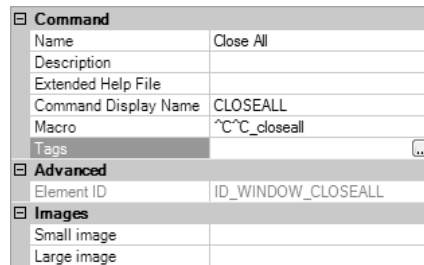 Command
Name Close All
Description
Extended Help File
Command Display Name CLOSEALL
Macro ^C^C_closeall
Tags ...
Advanced
Element ID ID_WINDOW_CLOSEALL
Images
Small image
Large image